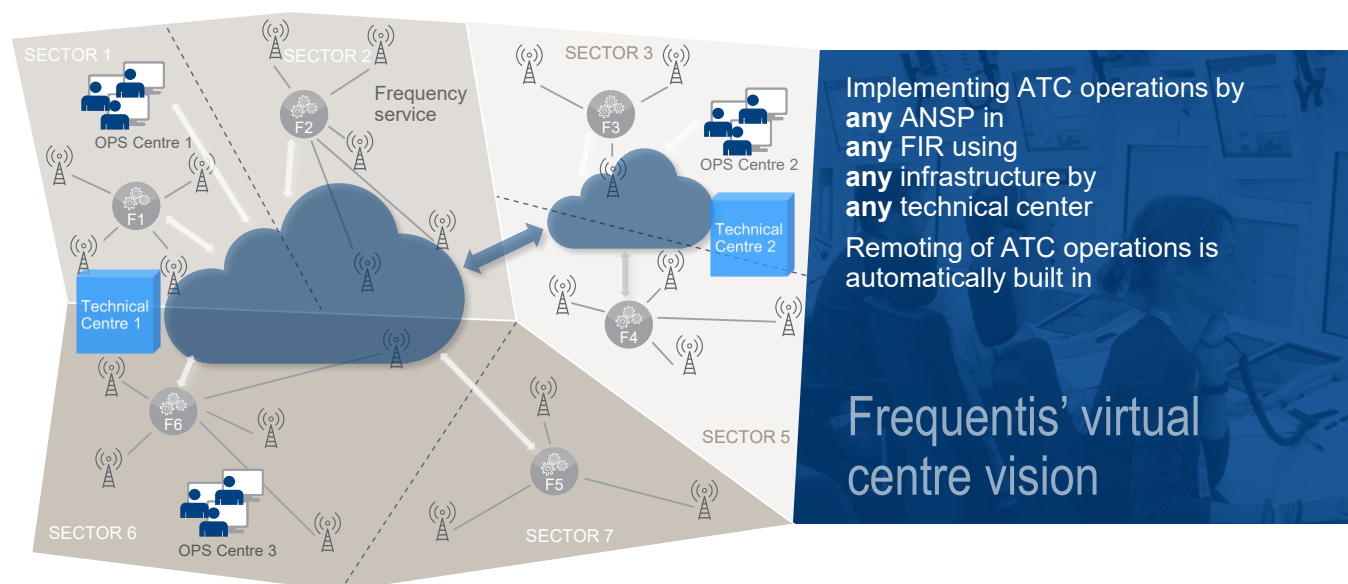 SECTOR 1
SECTOR 2
SECTOR 3
OPS Centre 1
F2
Frequency
service
F3
OPS Centre 2
F1
Technical
Centre 1
Technical
Centre 2
F4
F6
F5
SECTOR 5
SECTOR 6
OPS Centre 3
SECTOR 7
Implementing ATC operations by
any ANSP in
any FIR using
any infrastructure by
any technical center
Remoting of ATC operations is
automatically built in
Frequentis’ virtual
centre vision